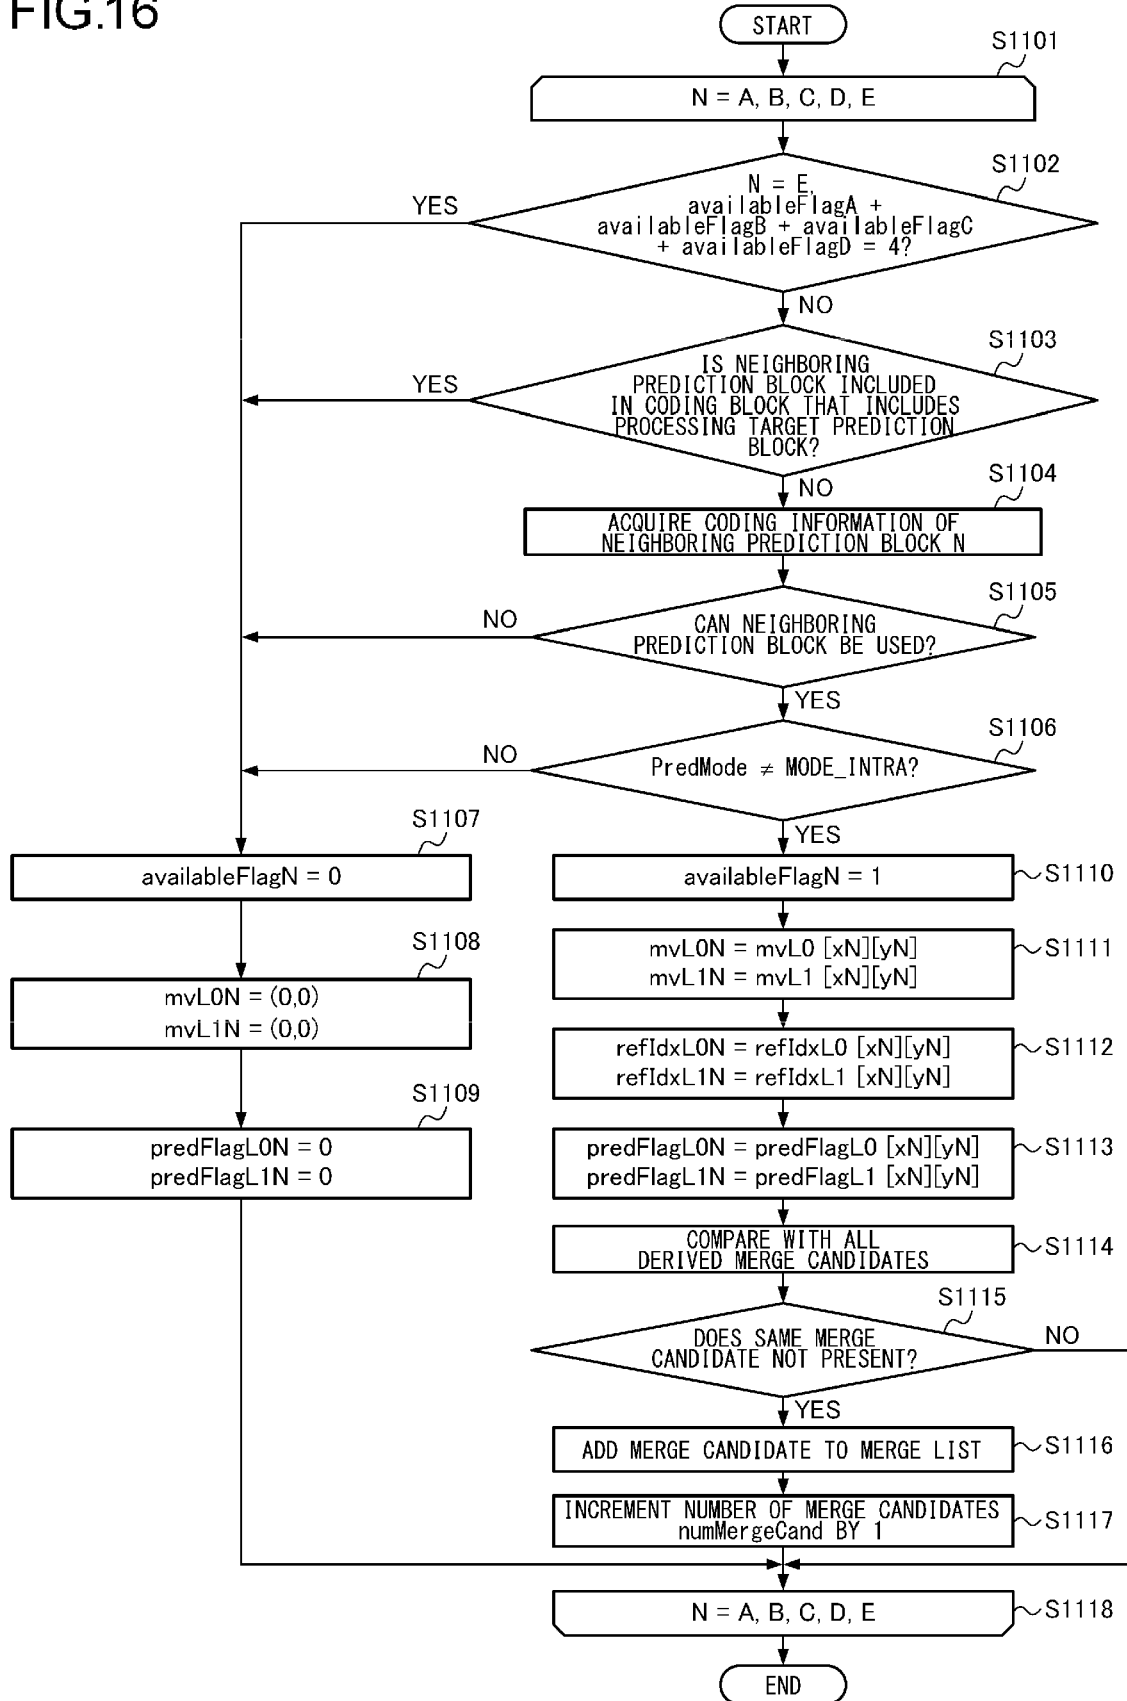 FIG.16
START
S1101
N = A, B, C, D, E
S1102
N = E,
availableFlagA +
availableFlagB + availableFlagC
+ availableFlagD = 4?
YES
NO
S1103
IS NEIGHBORING
PREDICTION BLOCK INCLUDED
IN CODING BLOCK THAT INCLUDES
PROCESSING TARGET PREDICTION
BLOCK?
YES
NO
S1104
ACQUIRE CODING INFORMATION OF
NEIGHBORING PREDICTION BLOCK N
S1105
CAN NEIGHBORING
PREDICTION BLOCK BE USED?
NO
YES
S1106
PredMode ≠ MODE_INTRA?
NO
YES
S1107
availableFlagN = 0
S1108
mvL0N = (0,0)
mvL1N = (0,0)
S1109
predFlagL0N = 0
predFlagL1N = 0
availableFlagN = 1
S1110
mvL0N = mvL0 [xN][yN]
mvL1N = mvL1 [xN][yN]
S1111
refIdxL0N = refIdxL0 [xN][yN]
refIdxL1N = refIdxL1 [xN][yN]
S1112
predFlagL0N = predFlagL0 [xN][yN]
predFlagL1N = predFlagL1 [xN][yN]
S1113
COMPARE WITH ALL
DERIVED MERGE CANDIDATES
S1114
S1115
DOES SAME MERGE
CANDIDATE NOT PRESENT?
NO
YES
ADD MERGE CANDIDATE TO MERGE LIST
S1116
INCREMENT NUMBER OF MERGE CANDIDATES
numMergeCand BY 1
S1117
N = A, B, C, D, E
S1118
END